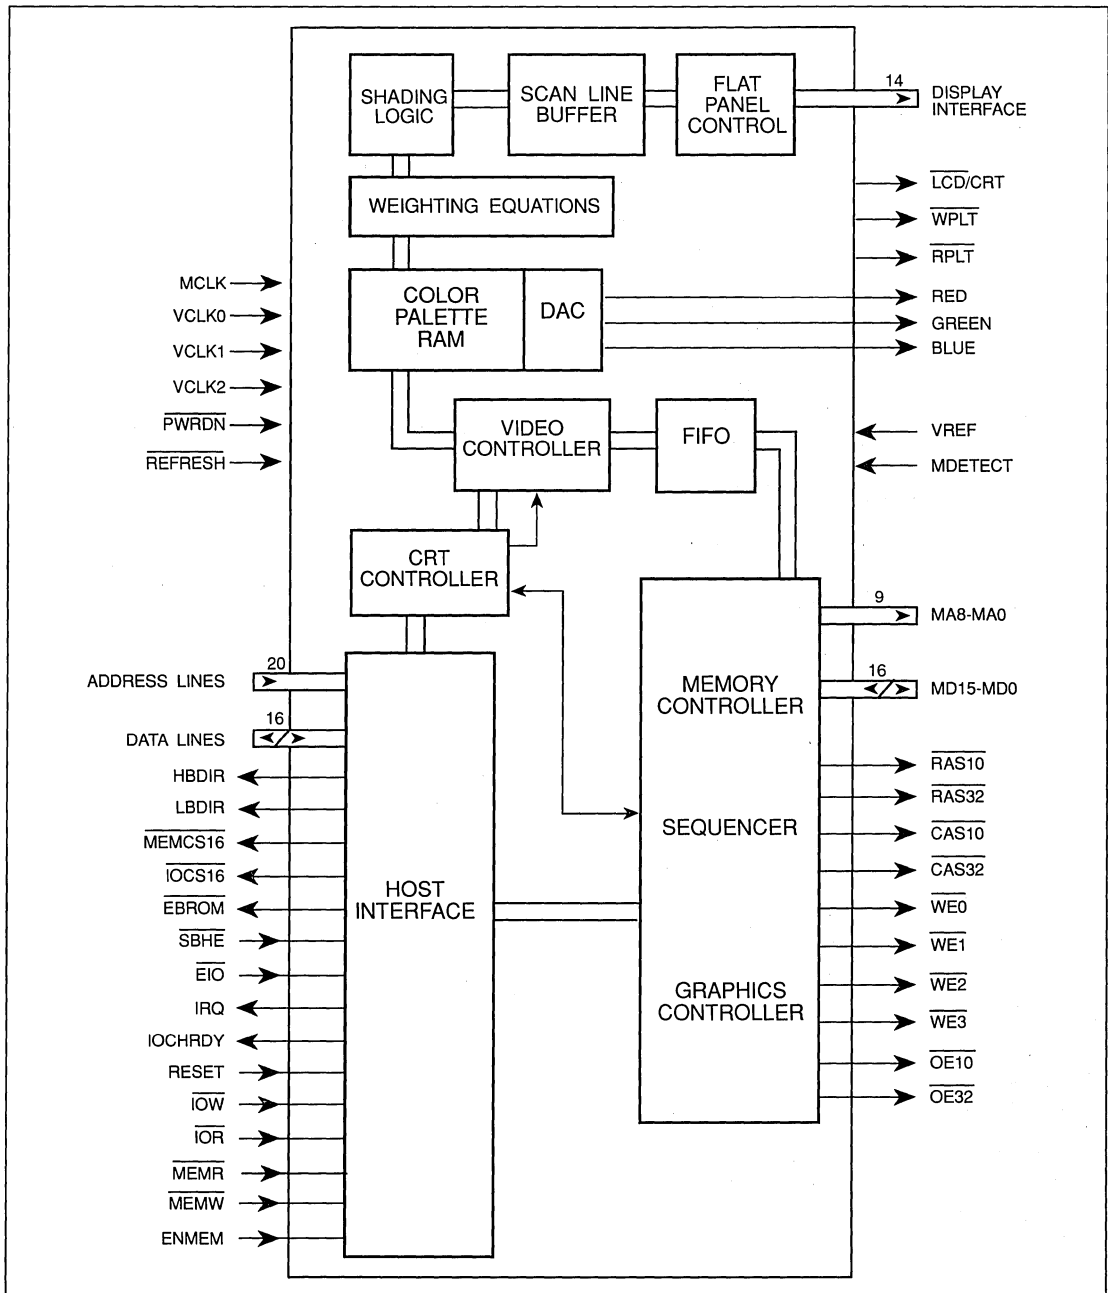 SHADING
LOGIC
SCAN LINE
BUFFER
FLAT
PANEL
CONTROL
14
DISPLAY
INTERFACE
WEIGHTING EQUATIONS
LCD/CRT
WPLT
RPLT
COLOR
PALETTE
RAM
DAC
RED
GREEN
BLUE
MCLK
VCLK0
VCLK1
VCLK2
PWRDN
REFRESH
VIDEO
CONTROLLER
FIFO
VREF
MDETECT
CRT
CONTROLLER
20
ADDRESS LINES
16
DATA LINES
HBDIR
LBDIR
MEMCS16
IOCS16
EBROM
SBHE
EIO
IRQ
IOCHRDY
RESET
IOW
IOR
MEMR
MEMW
ENMEM
HOST
INTERFACE
MEMORY
CONTROLLER
SEQUENCER
GRAPHICS
CONTROLLER
9
MA8-MA0
16
MD15-MD0
RAS10
RAS32
CAS10
CAS32
WE0
WE1
WE2
WE3
OE10
OE32